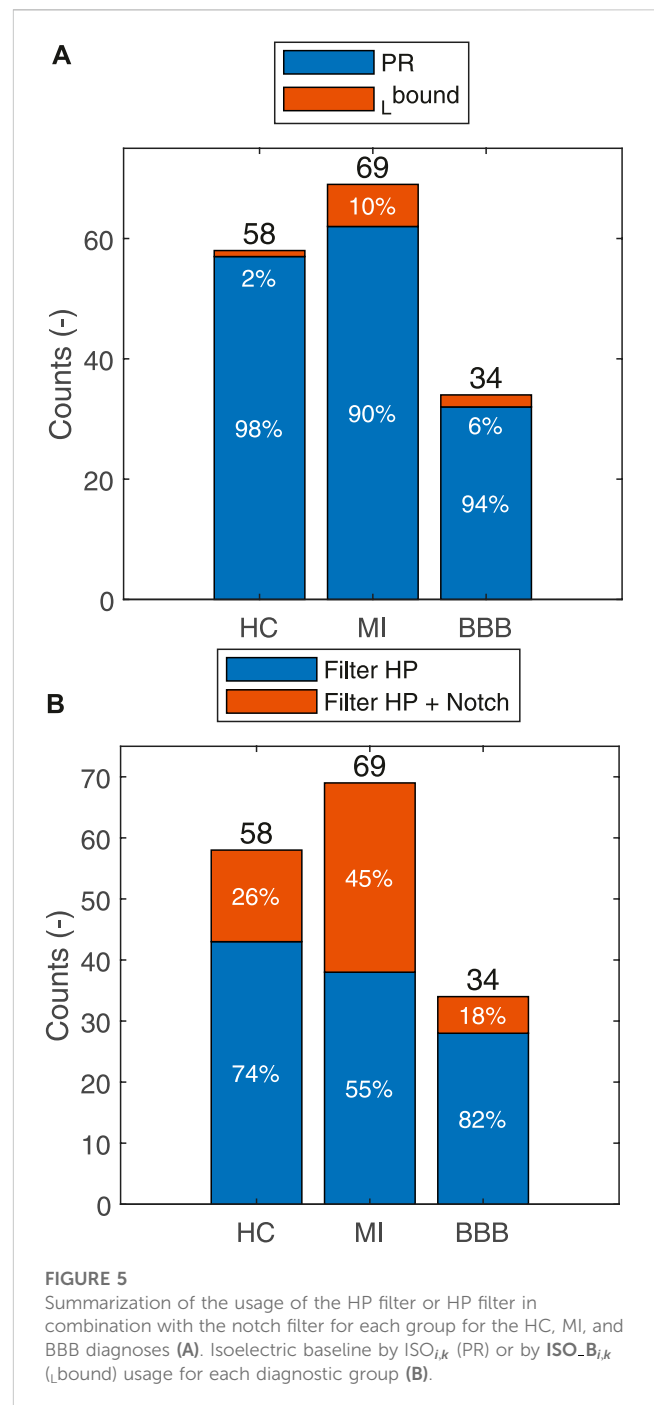 A
PR
L bound
Counts (-)
60
40
20
0
58
2%
98%
69
10%
90%
34
6%
94%
HC MI BBB
B
Filter HP
Filter HP + Notch
Counts (-)
70
60
50
40
30
20
10
0
58
26%
74%
69
45%
55%
34
18%
82%
HC MI BBB
FIGURE 5
Summarization of the usage of the HP filter or HP filter in
combination with the notch filter for each group for the HC, MI, and
BBB diagnoses (A). Isoelectric baseline by ISOi,k (PR) or by ISO_Bi,k
(Lbound) usage for each diagnostic group (B).